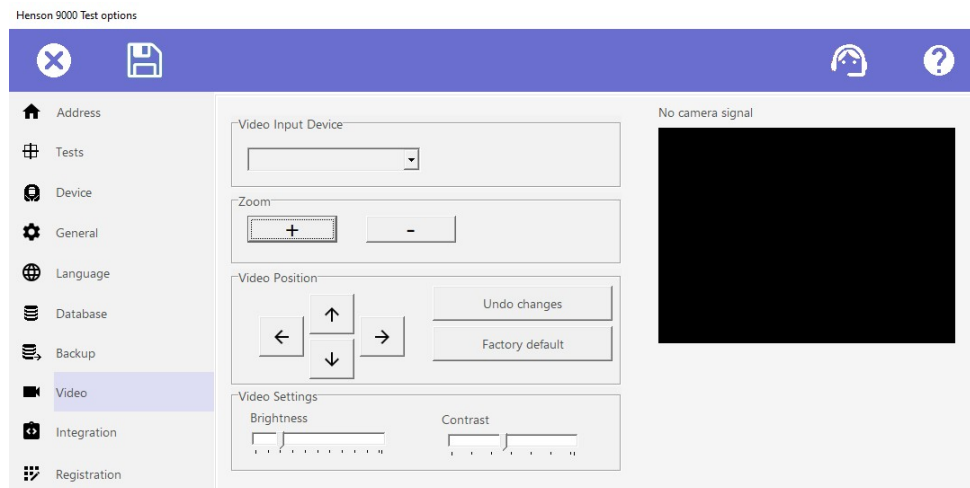 Henson 9000 Test options
Address
Tests
Device
General
Language
Database
Backup
Video
Integration
Registration
Video Input Device
Zoom
+
-
Video Position
Undo changes
Factory default
Video Settings
Brightness
Contrast
No camera signal